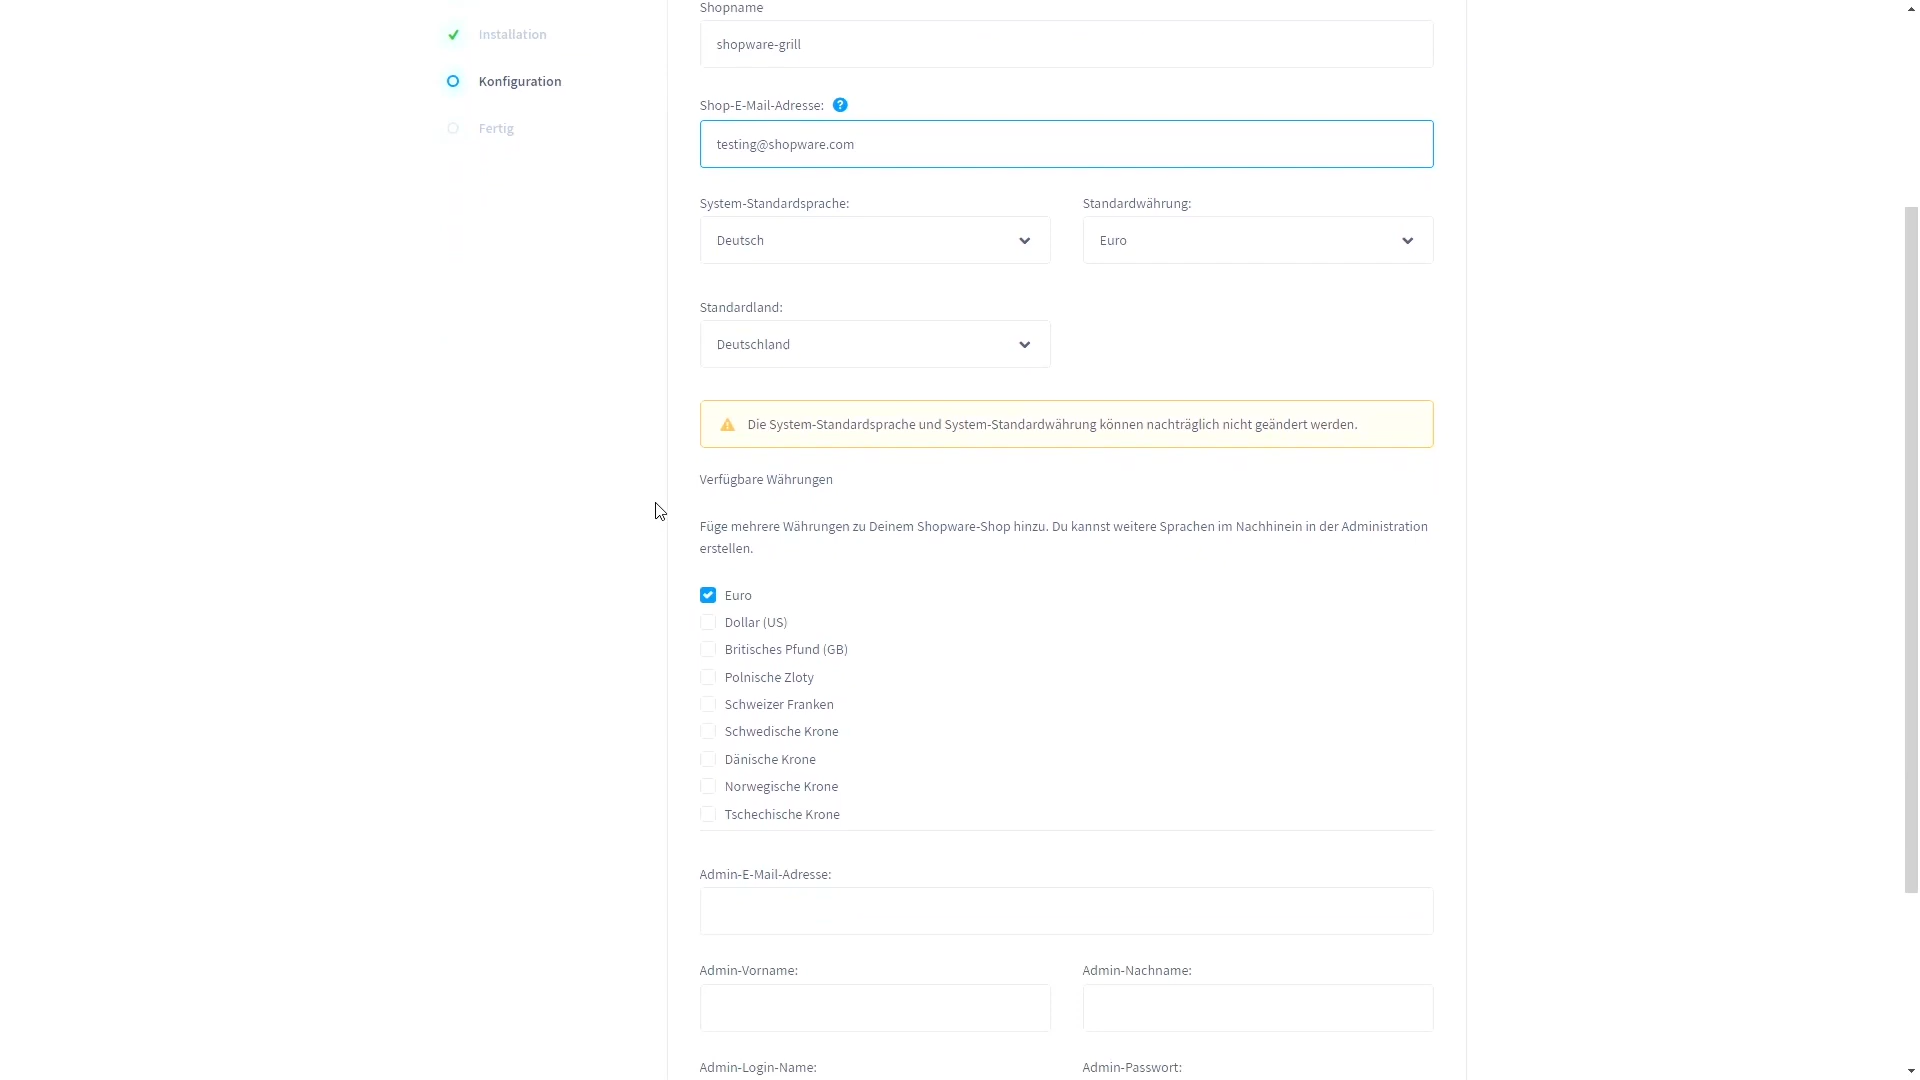 Installation
Konfiguration
Fertig
Shopname
shopware-grill
Shop-E-Mail-Adresse: ?
testing@shopware.com
System-Standardsprache:
Standardwährung:
Deutsch
Euro
Standardland:
Deutschland
Die System-Standardsprache und System-Standardwährung können nachträglich nicht geändert werden.
Verfügbare Währungen
Füge mehrere Währungen zu Deinem Shopware-Shop hinzu. Du kannst weitere Sprachen im Nachhinein in der Administration
erstellen.
Euro
Dollar (US)
Britisches Pfund (GB)
Polnische Zloty
Schweizer Franken
Schwedische Krone
Dänische Krone
Norwegische Krone
Tschechische Krone
Admin-E-Mail-Adresse:
Admin-Vorname:
Admin-Nachname:
Admin-Login-Name:
Admin-Passwort: